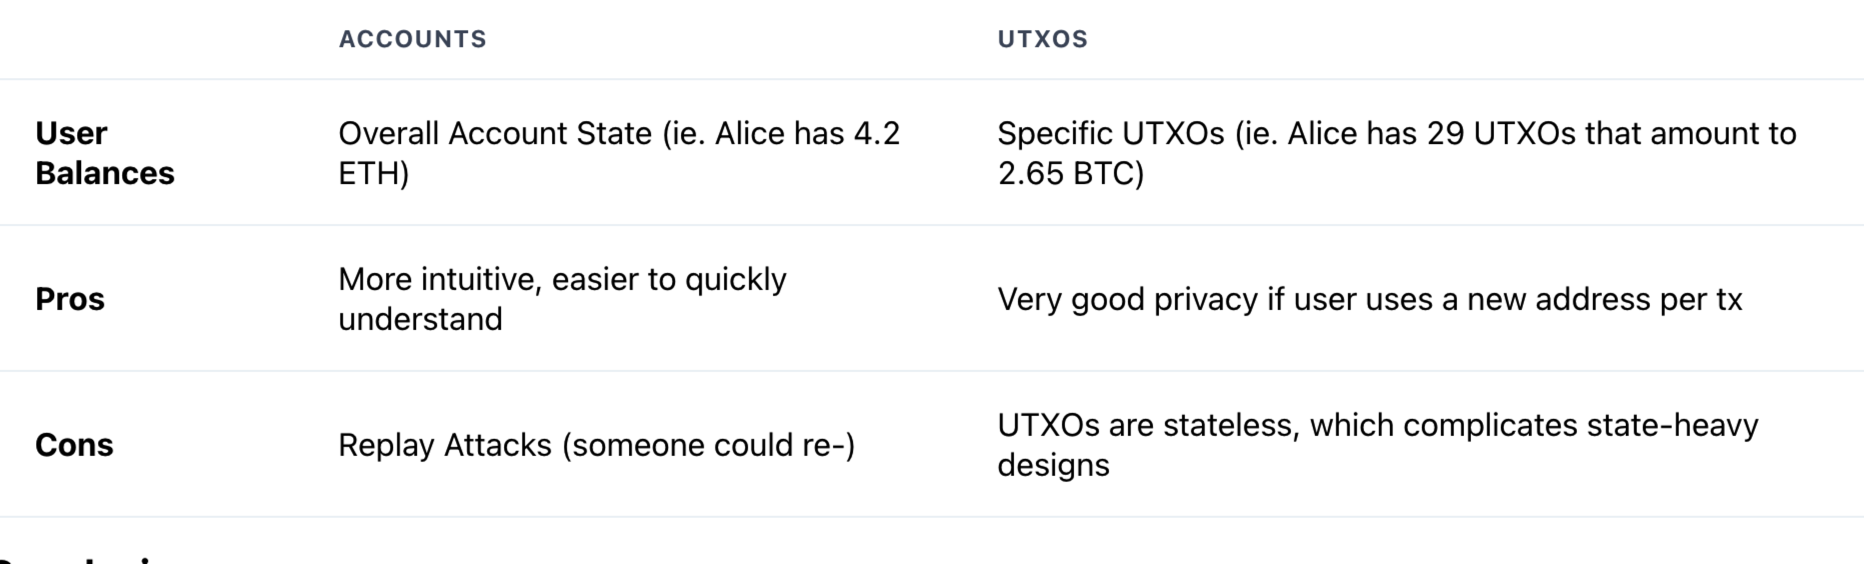 ACCOUNTS UTXOS
User Balances
Overall Account State (ie. Alice has 4.2
ETH)
Specific UTXOs (ie. Alice has 29 UTXOs that amount to
2.65 BTC)
Pros
More intuitive, easier to quickly
understand
Very good privacy if user uses a new address per tx
Cons
Replay Attacks (someone could re-)
UTXOs are stateless, which complicates state-heavy
designs